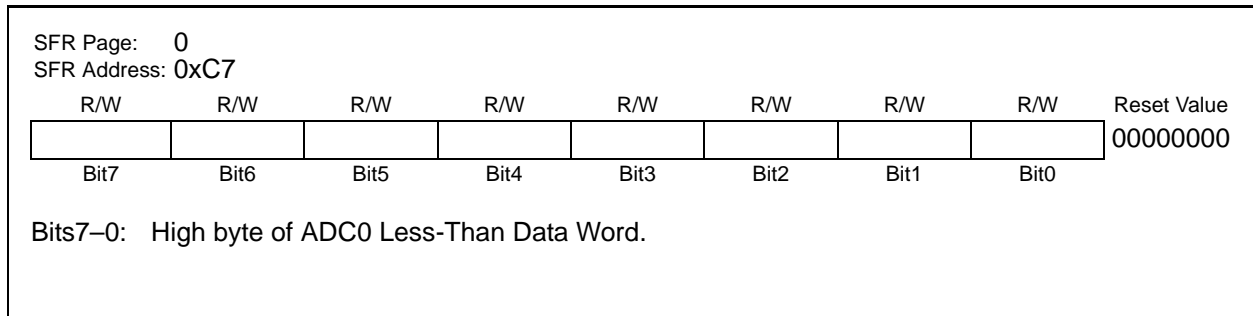 SFR Page: 0
SFR Address: 0xC7
R/W R/W R/W R/W R/W R/W R/W R/W Reset Value
00000000
Bit7 Bit6 Bit5 Bit4 Bit3 Bit2 Bit1 Bit0
Bits7–0: High byte of ADC0 Less-Than Data Word.